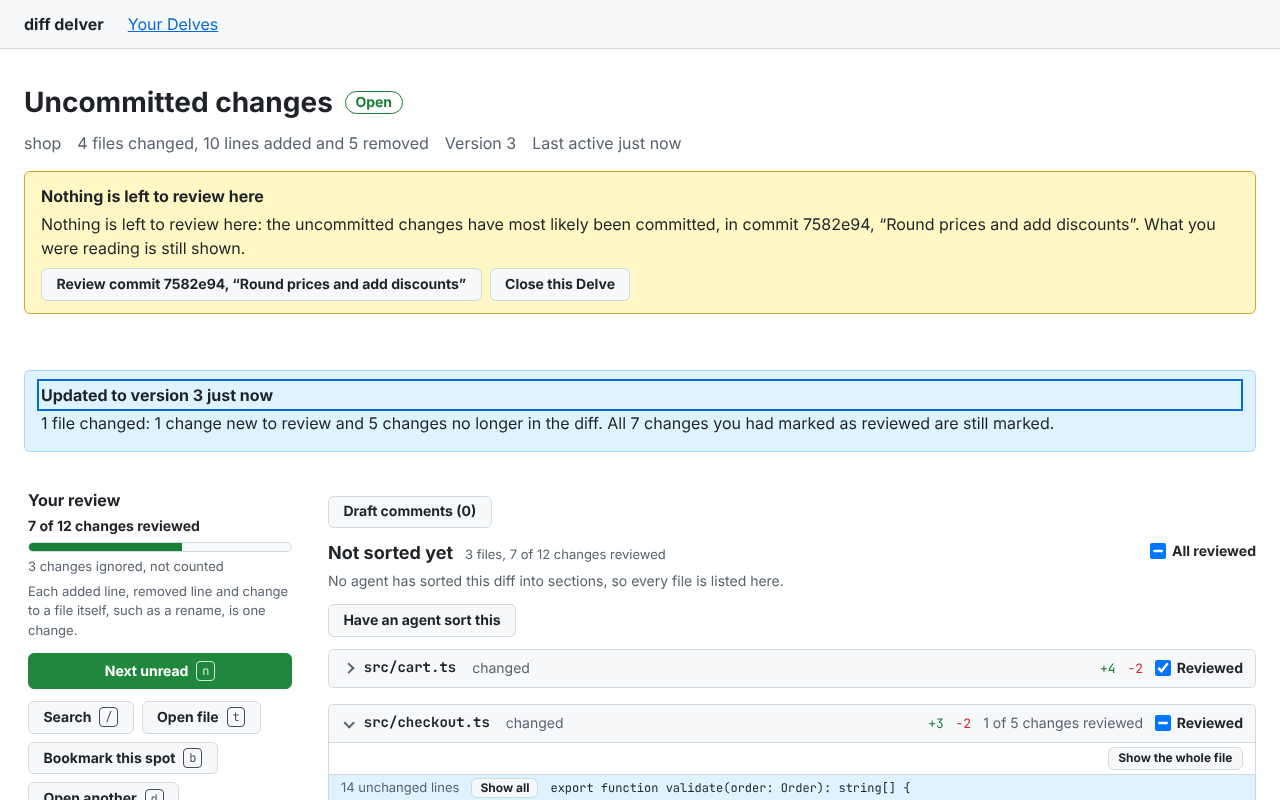 diff delver Your Delves
Uncommitted changes Open
shop 4 files changed, 10 lines added and 5 removed Version 3 Last active just now
Nothing is left to review here
Nothing is left to review here: the uncommitted changes have most likely been committed, in commit 7582e94, “Round prices and add discounts”. What you
were reading is still shown.
Review commit 7582e94, “Round prices and add discounts” Close this Delve
Updated to version 3 just now
1 file changed: 1 change new to review and 5 changes no longer in the diff. All 7 changes you had marked as reviewed are still marked.
Your review
7 of 12 changes reviewed
3 changes ignored, not counted
Each added line, removed line and change
to a file itself, such as a rename, is one
change.
Next unread n
Search / Open file t
Bookmark this spot b
Open another d
Draft comments (0)
Not sorted yet 3 files, 7 of 12 changes reviewed All reviewed
No agent has sorted this diff into sections, so every file is listed here.
Have an agent sort this
src/cart.ts changed +4 -2 Reviewed
src/checkout.ts changed +3 -2 1 of 5 changes reviewed Reviewed
Show the whole file
14 unchanged lines Show all export function validate(order: Order): string[] {